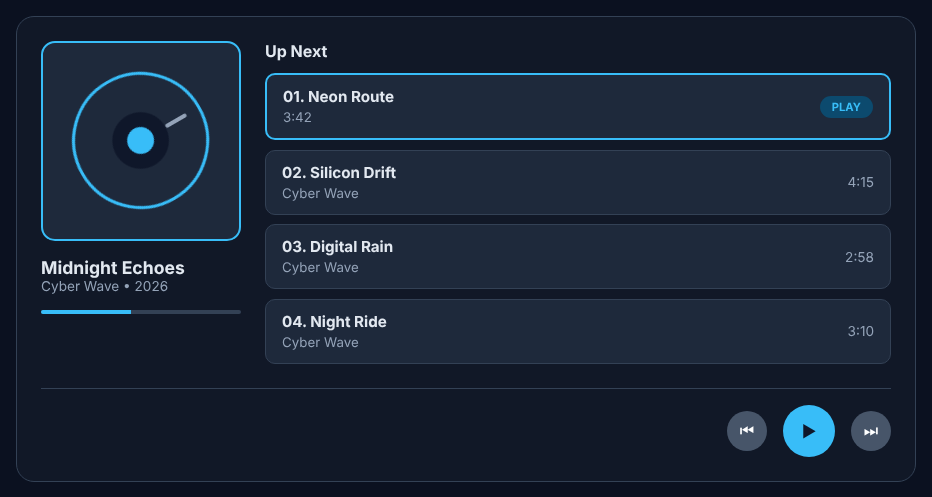 Midnight Echoes
Cyber Wave • 2026
Up Next
01. Neon Route
3:42
PLAY
02. Silicon Drift
Cyber Wave
4:15
03. Digital Rain
Cyber Wave
2:58
04. Night Ride
Cyber Wave
3:10